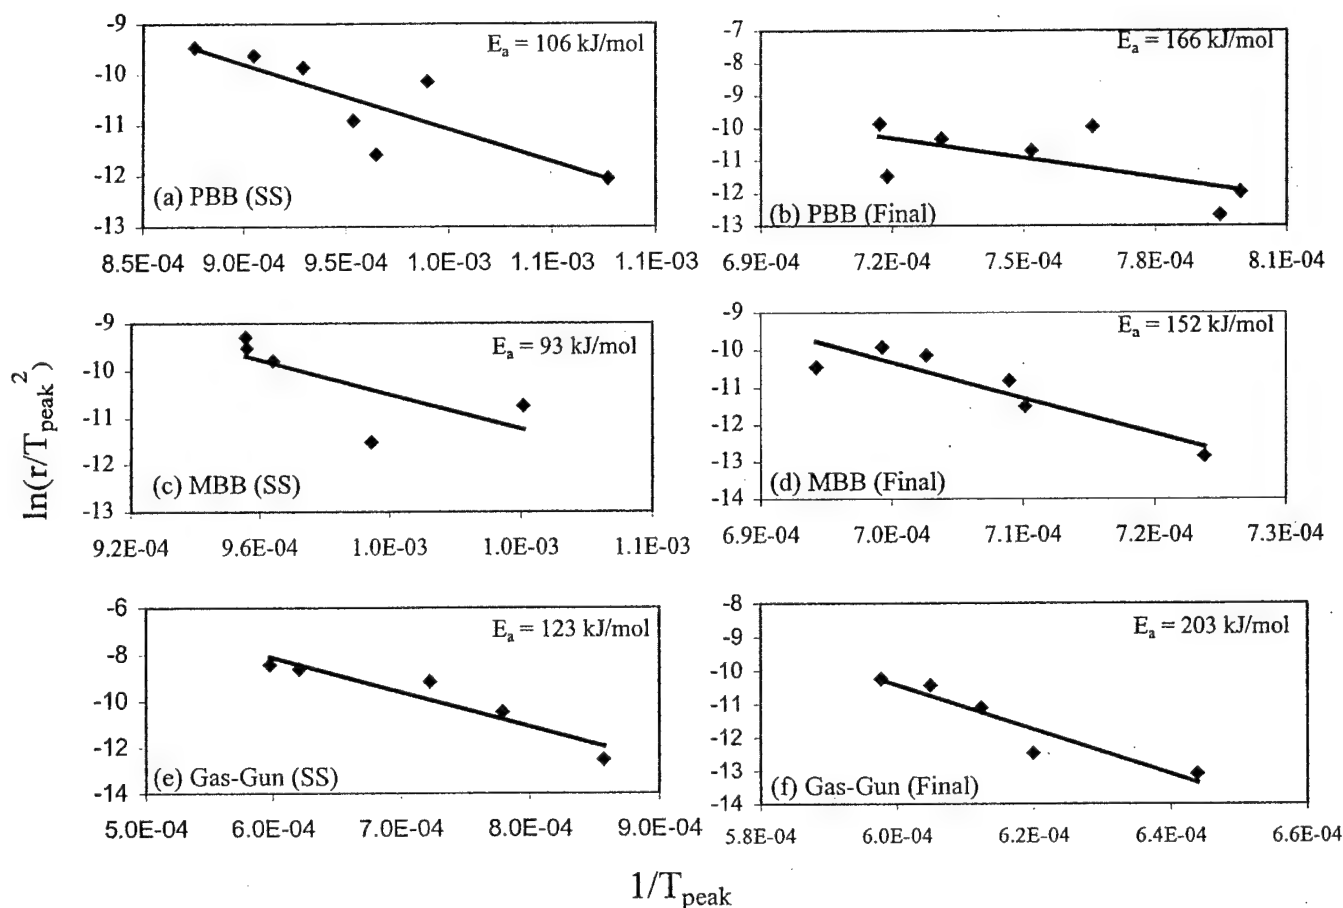 E_a = 106 kJ/mol
-9
-10
-11
-12
-13
(a) PBB (SS)
8.5E-04 9.0E-04 9.5E-04 1.0E-03 1.1E-03 1.1E-03
E_a = 166 kJ/mol
-7
-8
-9
-10
-11
-12
-13
(b) PBB (Final)
6.9E-04 7.2E-04 7.5E-04 7.8E-04 8.1E-04
ln(r/T_peak^2)
E_a = 93 kJ/mol
-9
-10
-11
-12
-13
(c) MBB (SS)
9.2E-04 9.6E-04 1.0E-03 1.0E-03 1.1E-03
E_a = 152 kJ/mol
-9
-10
-11
-12
-13
-14
(d) MBB (Final)
6.9E-04 7.0E-04 7.1E-04 7.2E-04 7.3E-04
E_a = 123 kJ/mol
-6
-8
-10
-12
-14
(e) Gas-Gun (SS)
5.0E-04 6.0E-04 7.0E-04 8.0E-04 9.0E-04
E_a = 203 kJ/mol
-8
-9
-10
-11
-12
-13
-14
(f) Gas-Gun (Final)
5.8E-04 6.0E-04 6.2E-04 6.4E-04 6.6E-04
1/T_peak